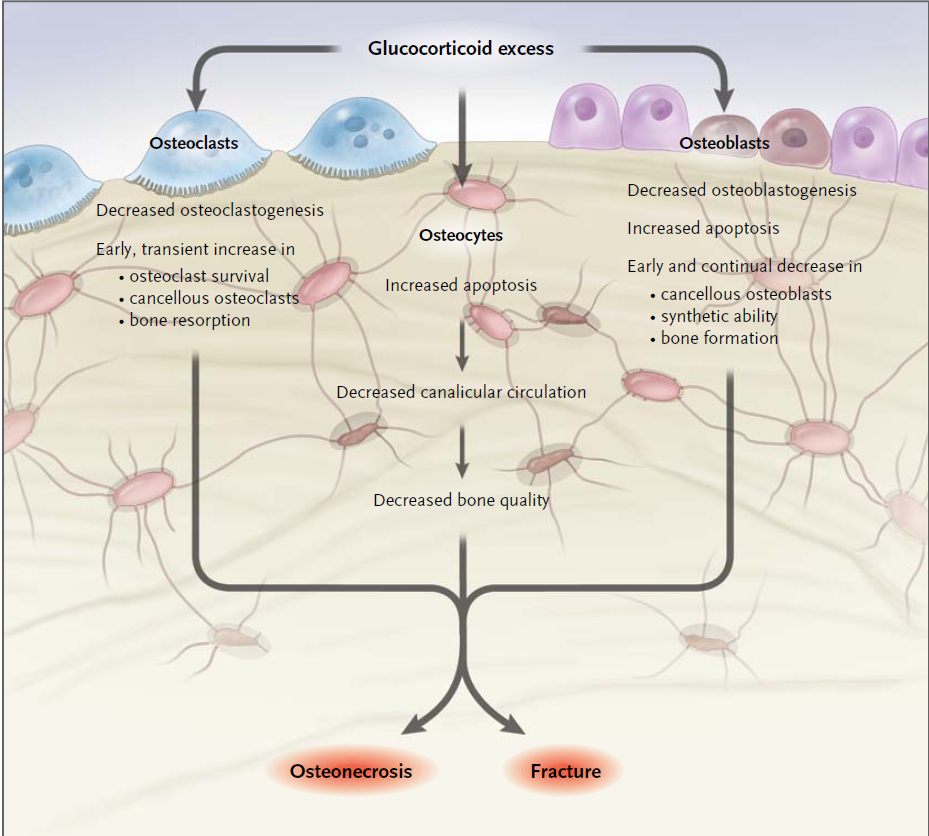 Glucocorticoid excess
Osteoclasts
Decreased osteoclastogenesis
Early, transient increase in
• osteoclast survival
• cancellous osteoclasts
• bone resorption
Osteocytes
Increased apoptosis
Decreased canalicular circulation
Decreased bone quality
Osteoblasts
Decreased osteoblastogenesis
Increased apoptosis
Early and continual decrease in
• cancellous osteoblasts
• synthetic ability
• bone formation
Osteonecrosis
Fracture